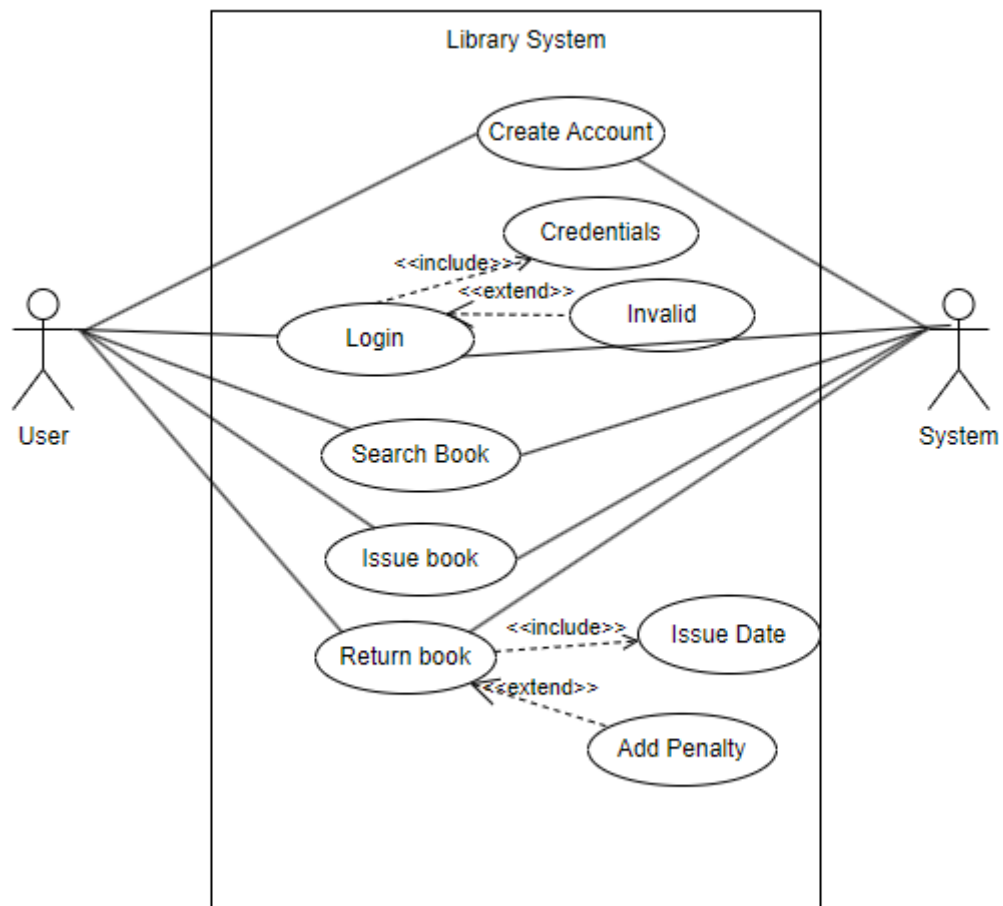 Library System
Create Account
Credentials
<<include>>
<<extend>>
Invalid
Login
User
System
Search Book
Issue book
<<include>>
Issue Date
Return book
<<extend>>
Add Penalty